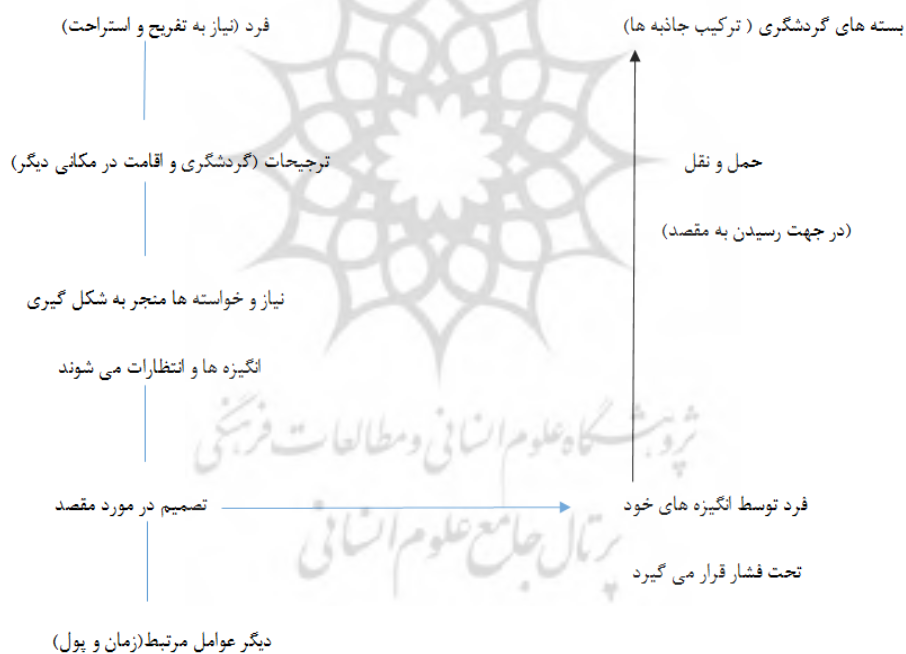 بسته های گردشگری ( ترکیب جاذبه ها)
فرد (نیاز به تفریح و استراحت)
حمل و نقل
ترجیحات (گردشگری و اقامت در مکانی دیگر)
(در جهت رسیدن به مقصد)
نیاز و خواسته ها منجر به شکل گیری
انگیزه ها و انتظارات می شوند
پژوهشگاه علوم انسانی و مطالعات فرهنگی
فرد توسط انگیزه های خود
تصمیم در مورد مقصد
پرتال جامع علوم انسانی
تحت فشار قرار می گیرد
دیگر عوامل مرتبط(زمان و پول)